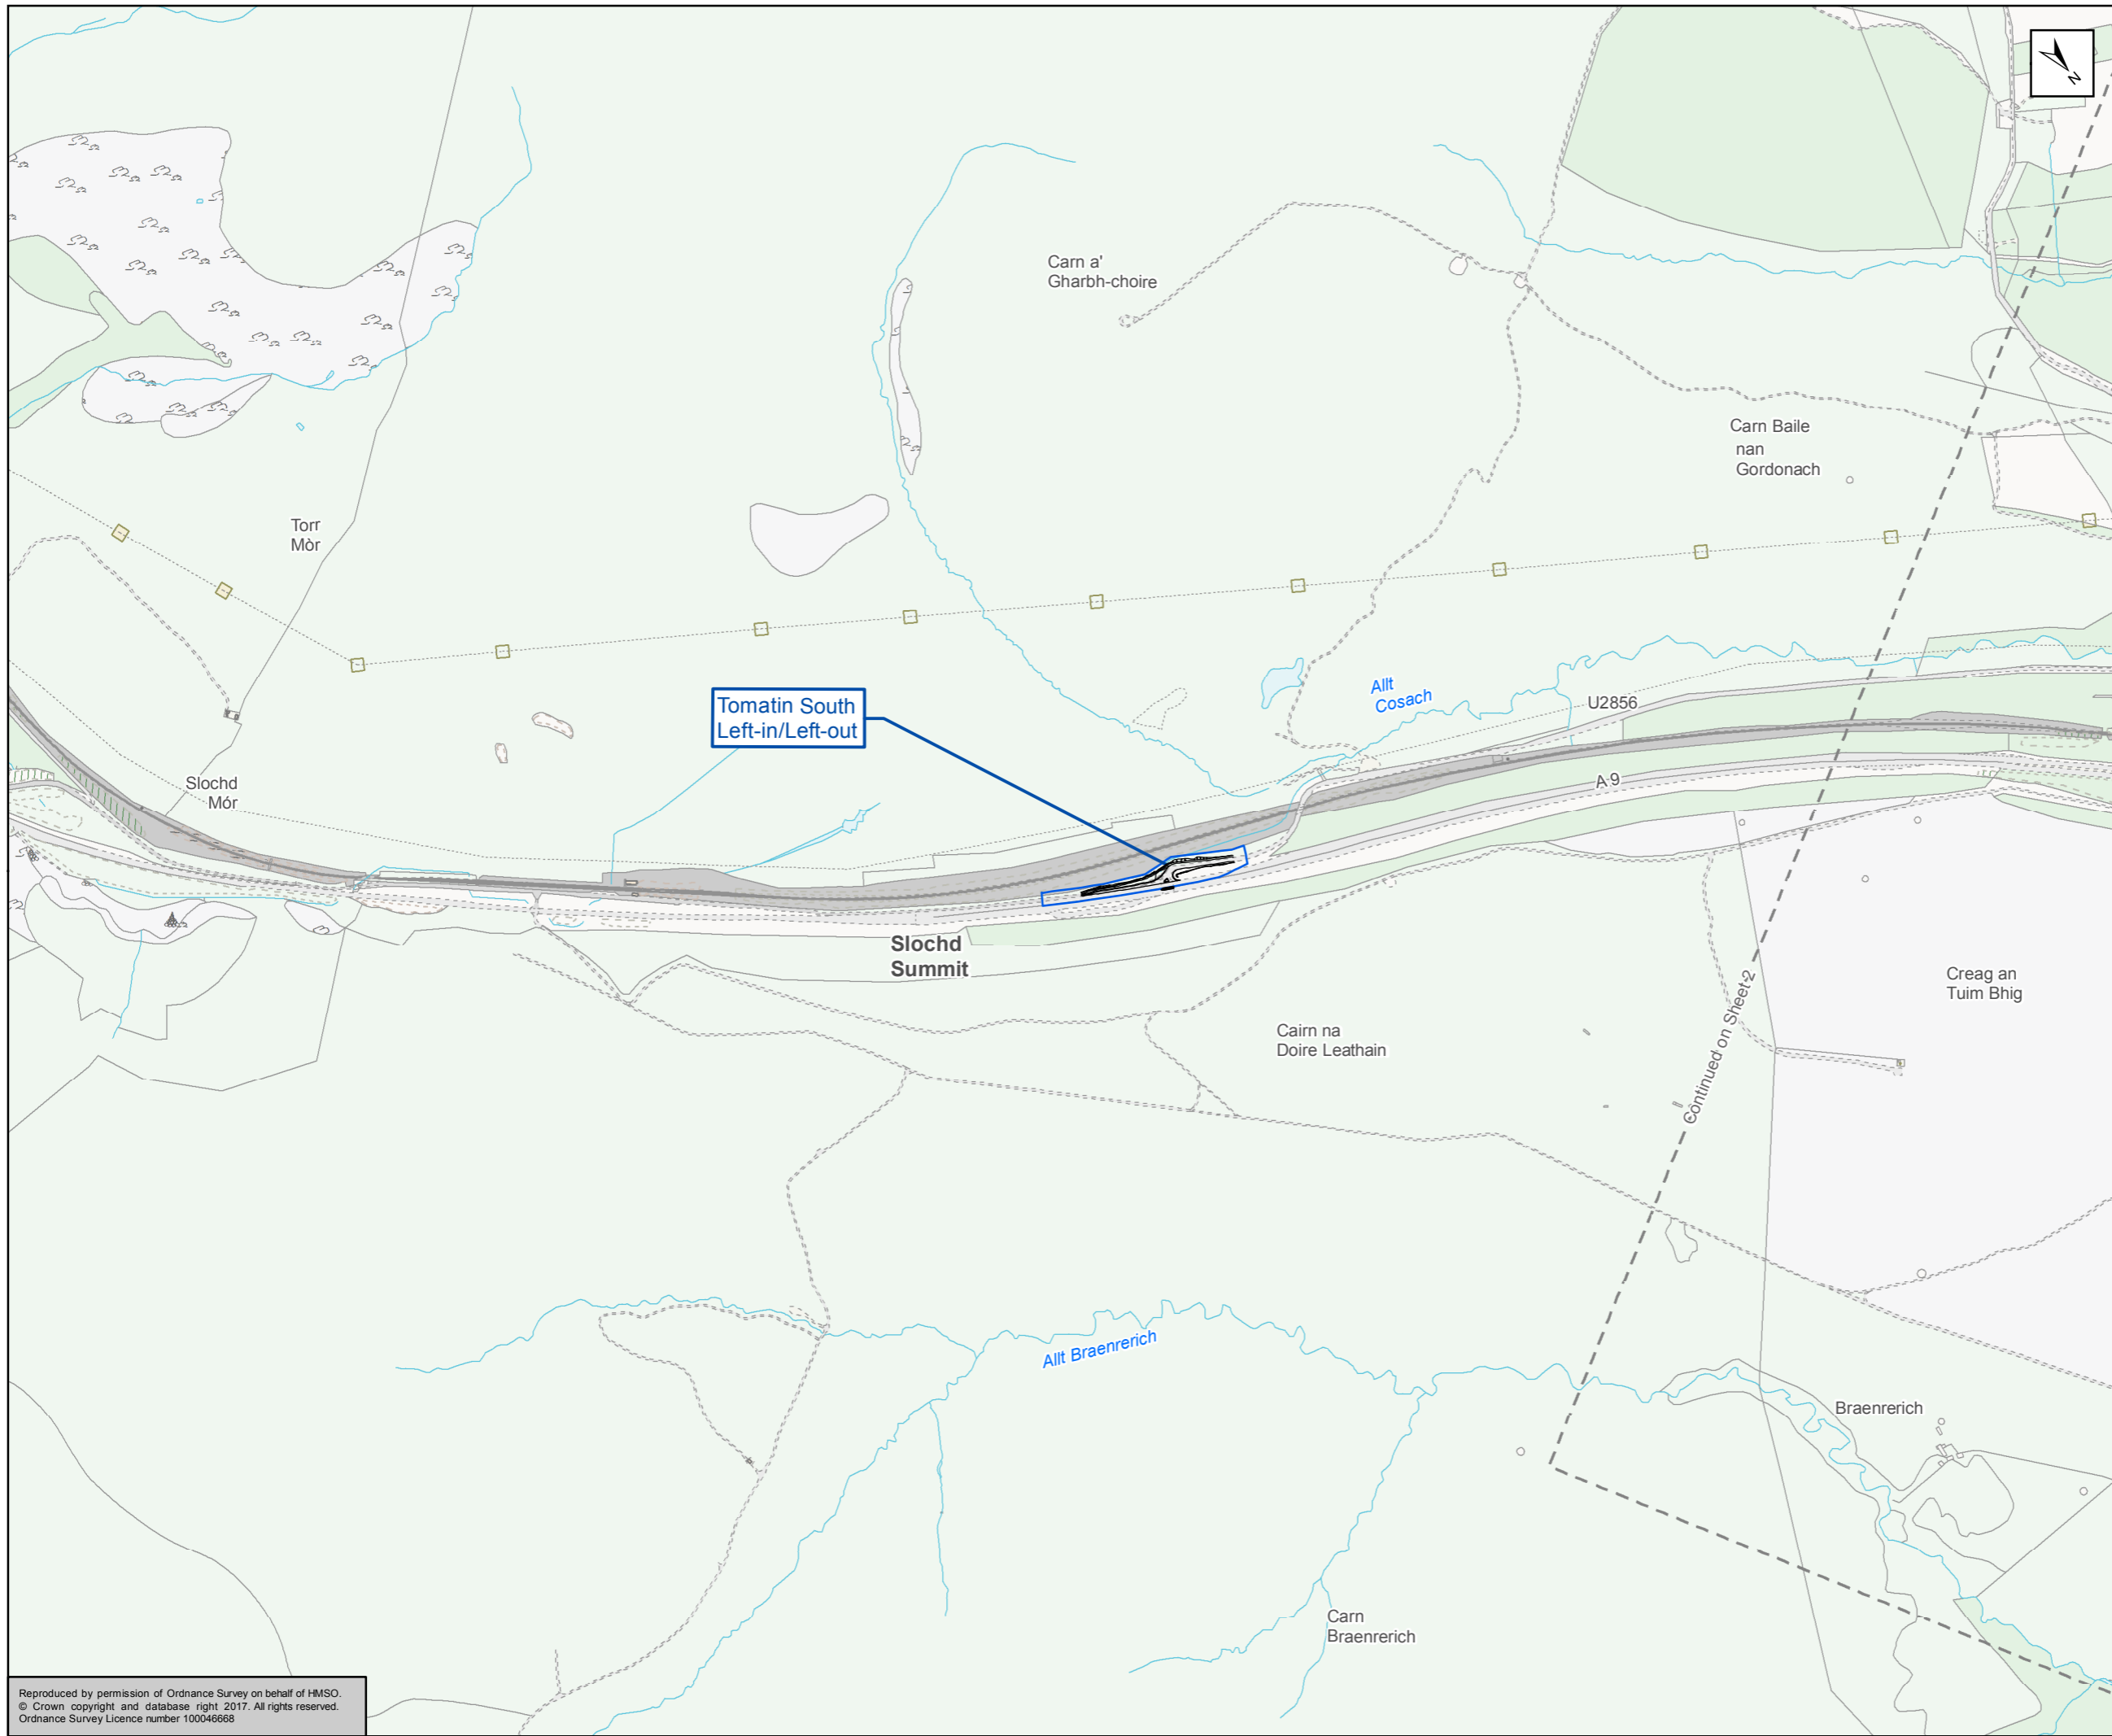 N
Carn a'
Gharbh-choire
Carn Baile
nan
Gordonach
Torr
Mòr
Allt
Cosach
U2856
Tomatin South
Left-in/Left-out
Slochd
Mór
A 9
Slochd
Summit
Creag an
Tuim Bhig
Cairn na
Doire Leathain
Continued on Sheet 2
Allt Braenrerich
Braenrerich
Carn
Braenrerich
Reproduced by permission of Ordnance Survey on behalf of HMSO.
© Crown copyright and database right 2017. All rights reserved.
Ordnance Survey Licence number 100046668